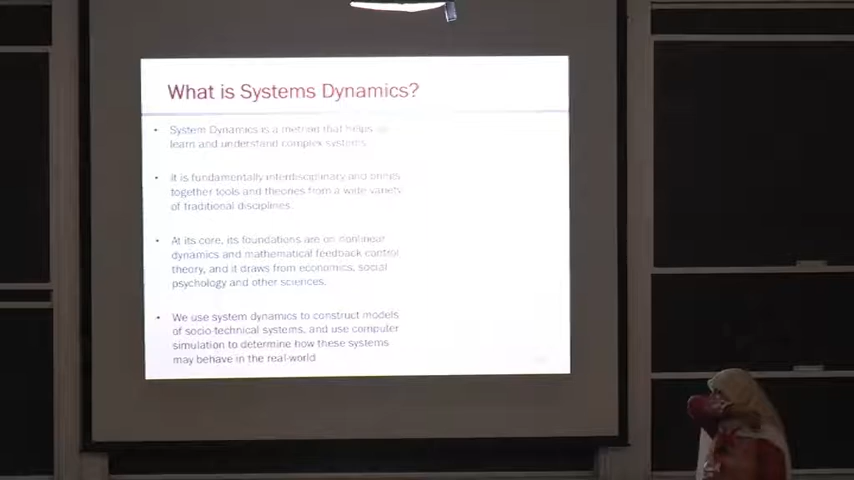 What is Systems Dynamics?
• System Dynamics is a method that helps us
learn and understand complex systems.
• It is fundamentally interdisciplinary and brings
together tools and theories from a wide variety
of traditional disciplines.
• At its core, its foundations are on nonlinear
dynamics and mathematical feedback control
theory, and it draws from economics, social
psychology and other sciences.
• We use system dynamics to construct models
of socio-technical systems, and use computer
simulation to determine how these systems
may behave in the real-world